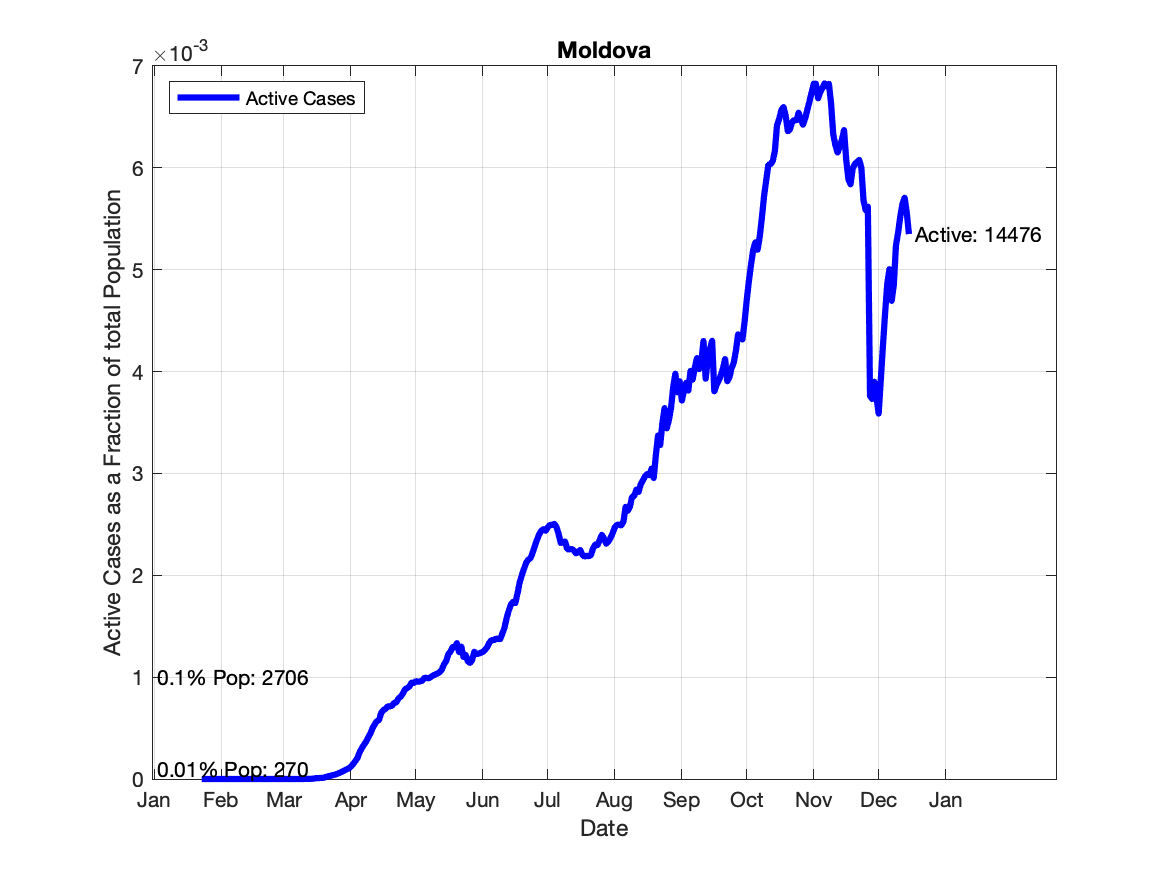 Moldova
×10-3
7
6
5
4
3
2
1
0
Active Cases
Active: 14476
0.1% Pop: 2706
0.01% Pop: 270
Active Cases as a Fraction of total Population
Jan Feb Mar Apr May Jun Jul Aug Sep Oct Nov Dec Jan
Date